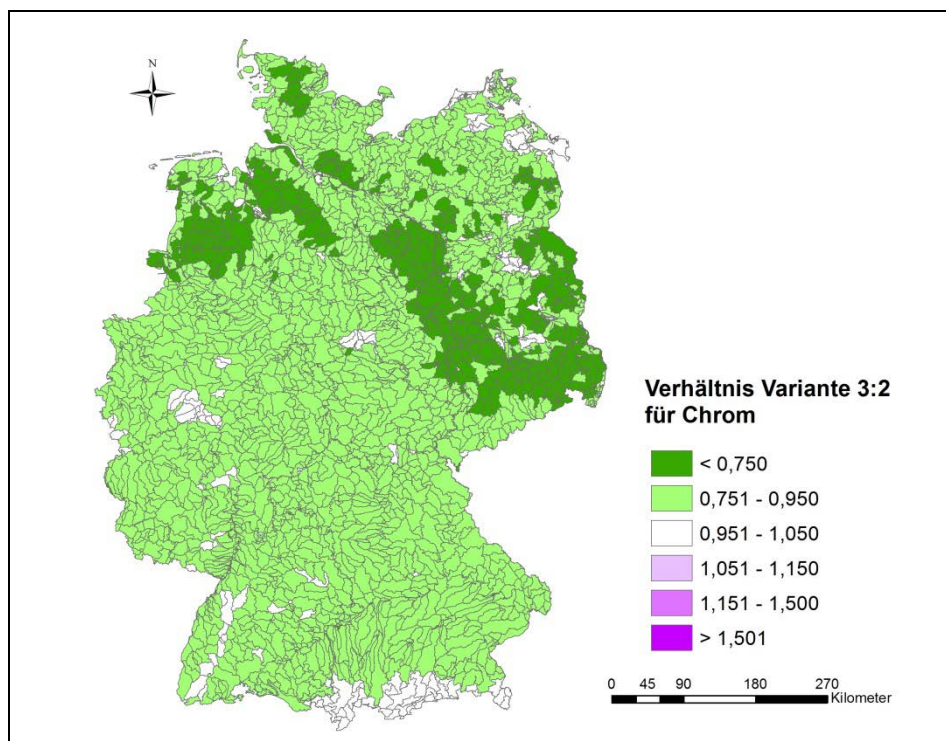 N
Verhältnis Variante 3:2
für Chrom
< 0,750
0,751 - 0,950
0,951 - 1,050
1,051 - 1,150
1,151 - 1,500
> 1,501
0 45 90 180 270
Kilometer